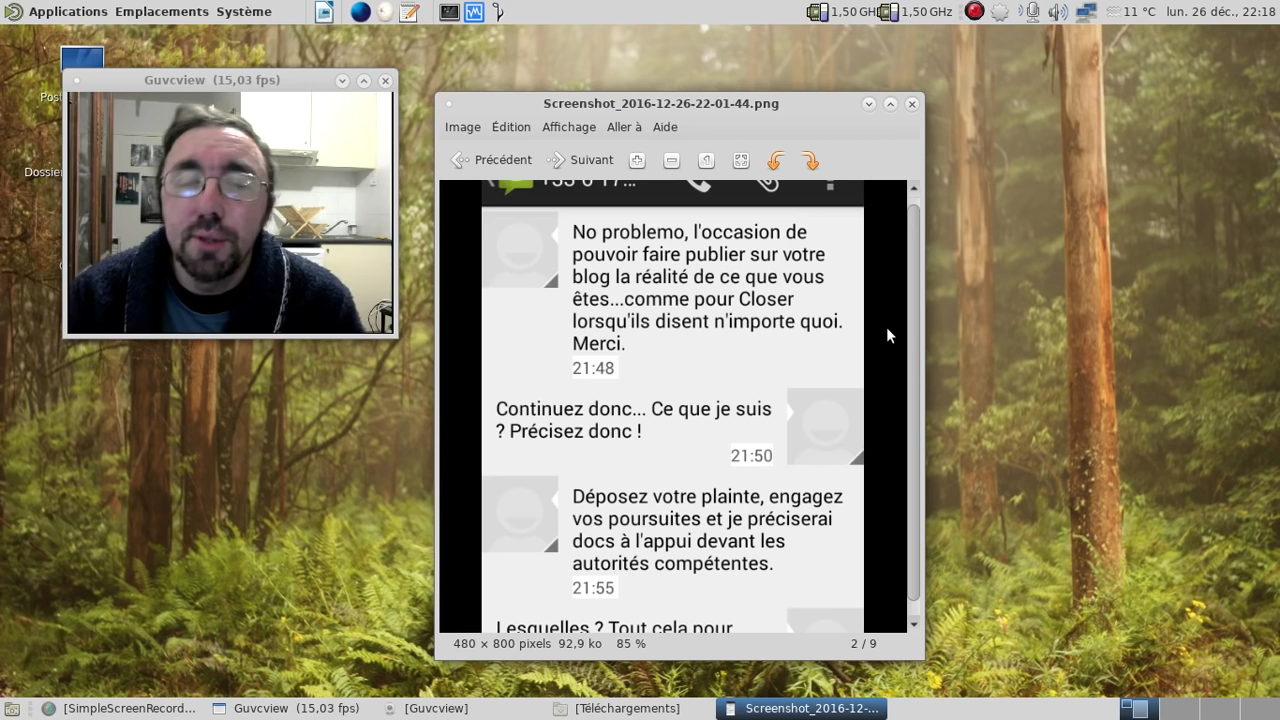 Applications Emplacements Système
1,50 GH
1,50 GHz
11 °C
lun. 26 déc., 22:18
Post
Dossier
Guvcview (15,03 fps)
Screenshot_2016-12-26-22-01-44.png
Image Édition Affichage Aller à Aide
Précédent Suivant
No problemo, l'occasion de
pouvoir faire publier sur votre
blog la réalité de ce que vous
êtes...comme pour Closer
lorsqu'ils disent n'importe quoi.
Merci.
21:48
Continuez donc... Ce que je suis
? Précisez donc !
21:50
Déposez votre plainte, engagez
vos poursuites et je préciserai
docs à l'appui devant les
autorités compétentes.
21:55
Lesquelles ? Tout cela pour
480 × 800 pixels 92,9 ko 85 % 2 / 9
[SimpleScreenRecord... Guvcview (15,03 fps) [Guvcview] [Téléchargements] Screenshot_2016-12-...